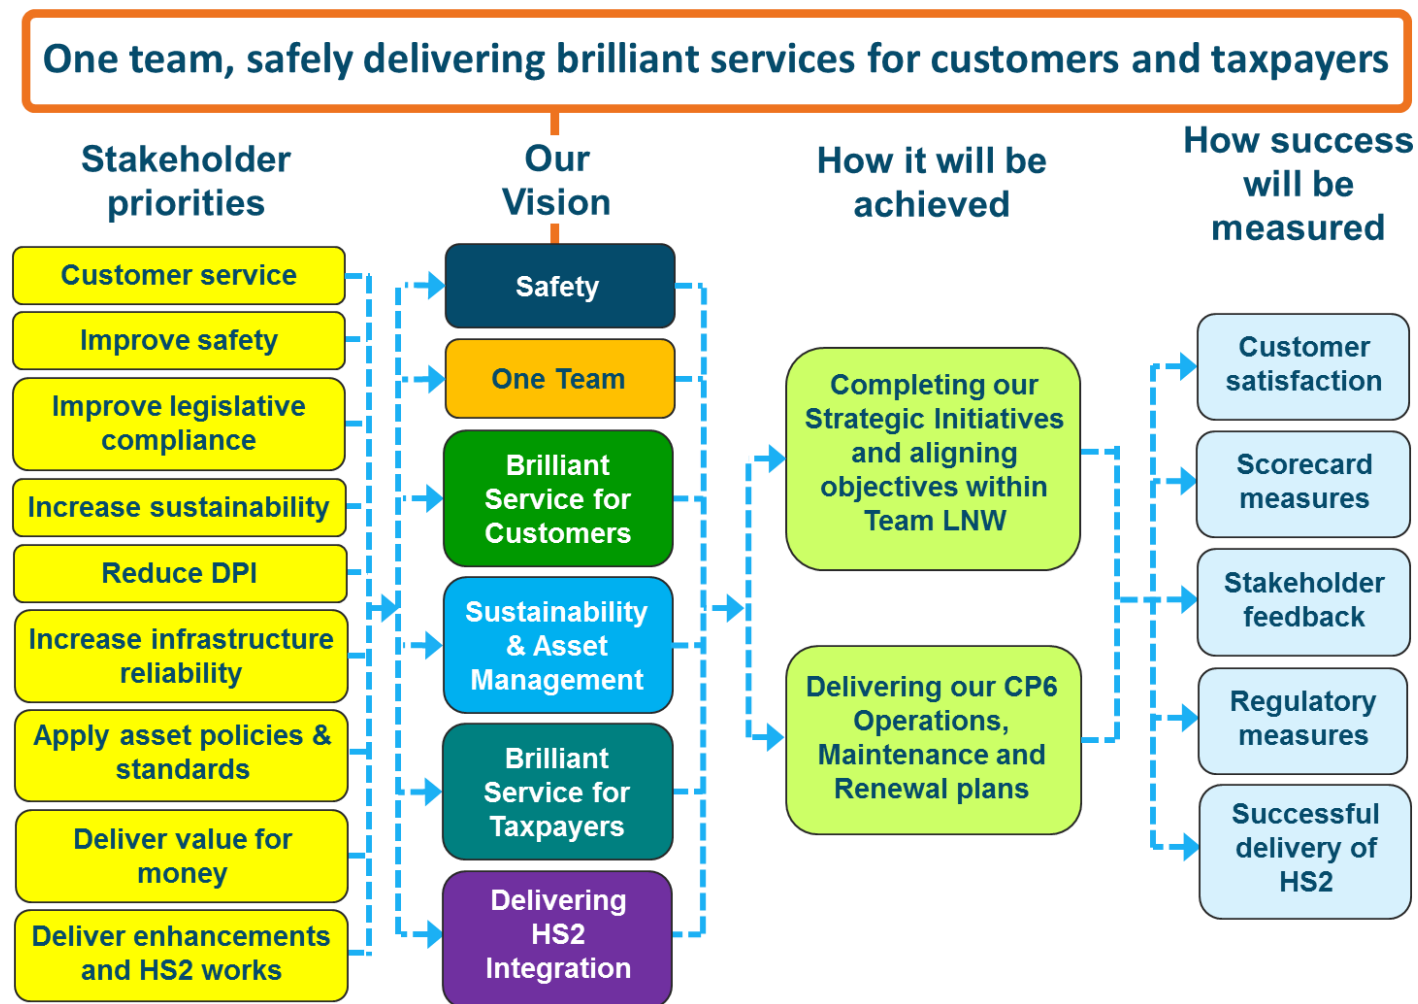 One team, safely delivering brilliant services for customers and taxpayers
Stakeholder
priorities
Customer service
Improve safety
Improve legislative
compliance
Increase sustainability
Reduce DPI
Increase infrastructure
reliability
Apply asset policies &
standards
Deliver value for
money
Deliver enhancements
and HS2 works
Our
Vision
Safety
One Team
Brilliant
Service for
Customers
Sustainability
& Asset
Management
Brilliant
Service for
Taxpayers
Delivering
HS2
Integration
How it will be
achieved
Completing our
Strategic Initiatives
and aligning
objectives within
Team LNW
Delivering our CP6
Operations,
Maintenance and
Renewal plans
How success
will be
measured
Customer
satisfaction
Scorecard
measures
Stakeholder
feedback
Regulatory
measures
Successful
delivery of
HS2